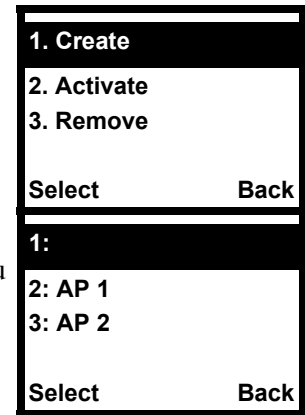 1. Create
2. Activate
3. Remove
Select Back
1:
u
2: AP 1
3: AP 2
Select Back